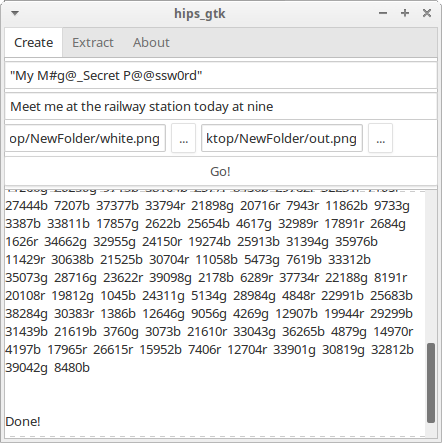 hips_gtk
Create Extract About
"My M#g@_Secret P@@ssw0rd"
Meet me at the railway station today at nine
op/NewFolder/white.png ... ktop/NewFolder/out.png ...
Go!
27444b 7207b 37377b 33794r 21898g 20716r 7943r 11862b 9733g
3387b 33811b 17857g 2622b 25654b 4617g 32989r 17891r 2684g
1626r 34662g 32955g 24150r 19274b 25913b 31394g 35976b
11429r 30638b 21525b 30704r 11058b 5473g 7619b 33312b
35073g 28716g 23622r 39098g 2178b 6289r 37734r 22188g 8191r
20108r 19812g 1045b 24311g 5134g 28984g 4848r 22991b 25683b
38284g 30383r 1386b 12646g 9056g 4269g 12907b 19944r 29299b
31439b 21619b 3760g 3073b 21610r 33043g 36265b 4879g 14970r
4197b 17965r 26615r 15952b 7406r 12704r 33901g 30819g 32812b
39042g 8480b
Done!